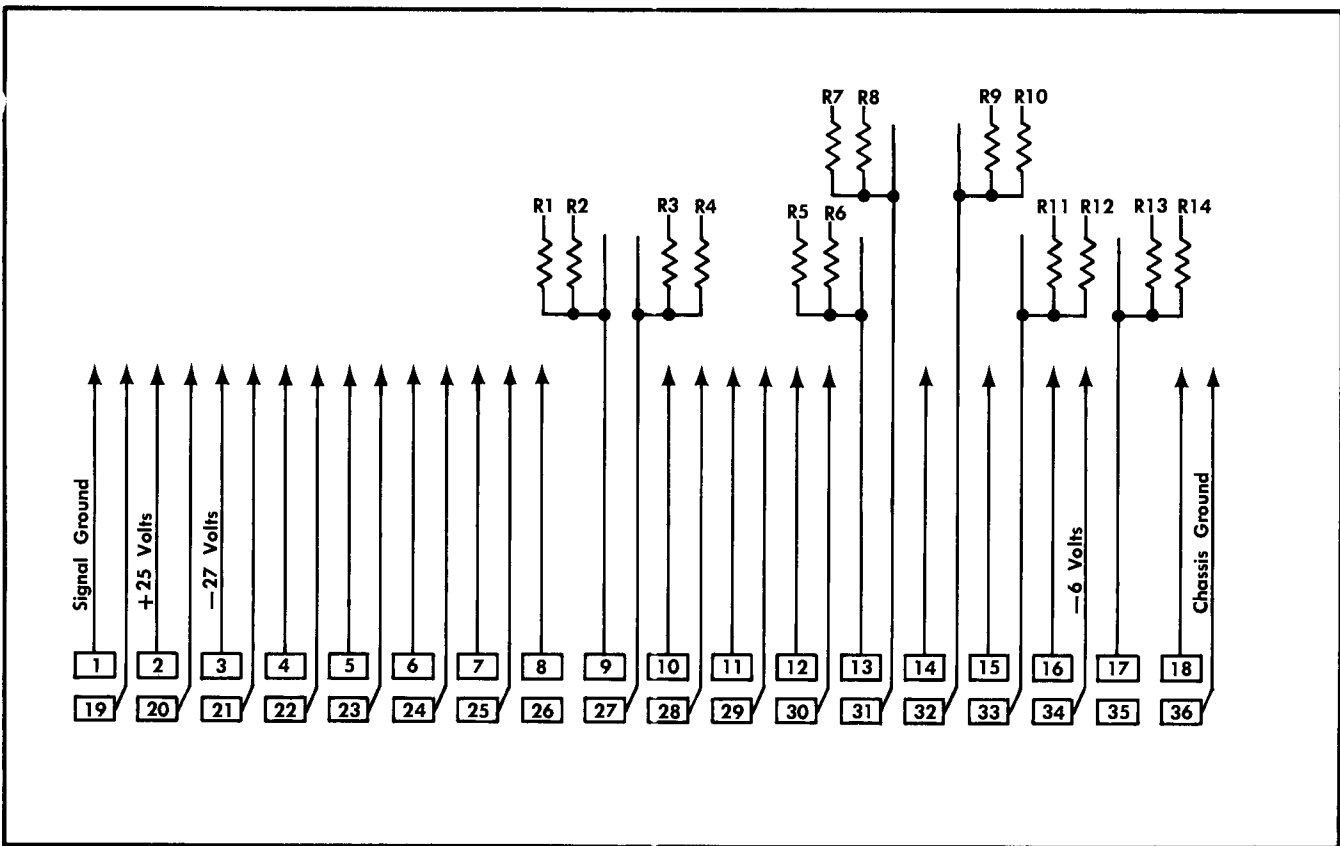 R7 R8 R9 R10
R1 R2 R3 R4 R5 R6 R11 R12 R13 R14
Signal Ground
+25 Volts
—27 Volts
—6 Volts
Chassis Ground
1 2 3 4 5 6 7 8 9 10 11 12 13 14 15 16 17 18
19 20 21 22 23 24 25 26 27 28 29 30 31 32 33 34 35 36